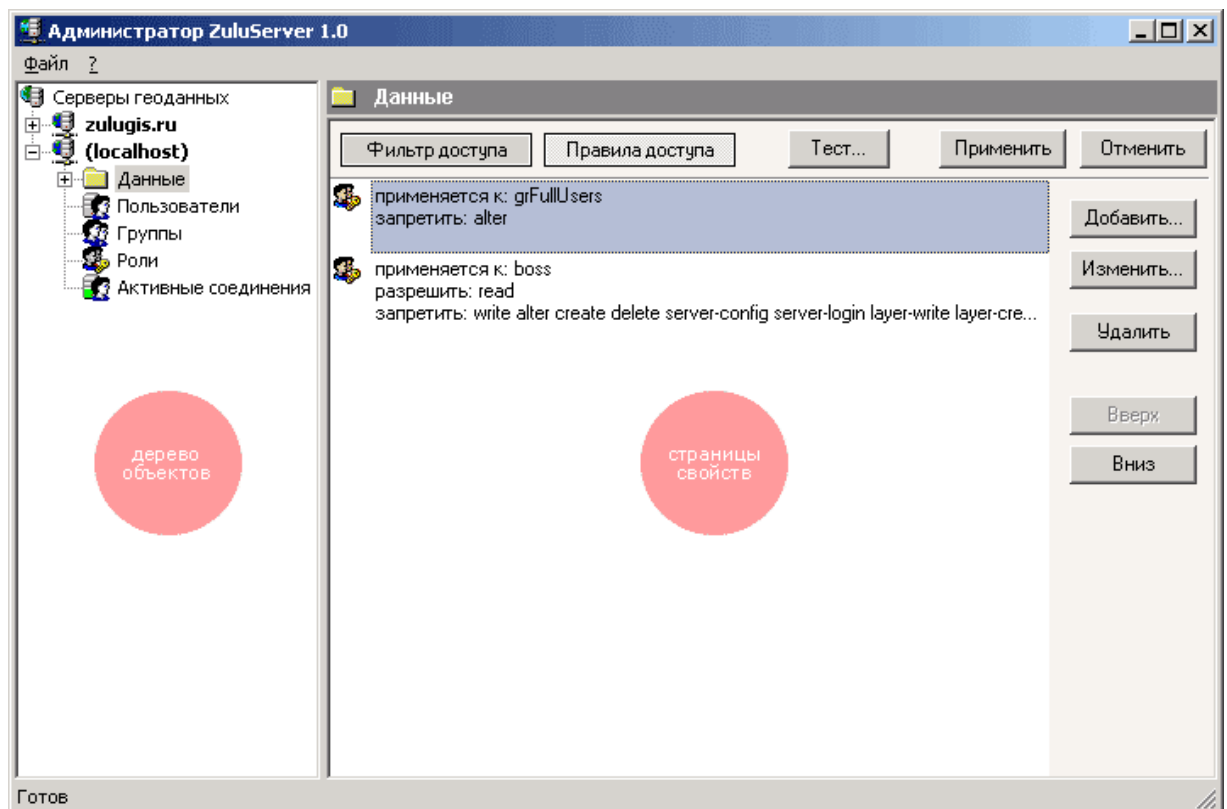 Администратор ZuluServer 1.0
Файл ?
Серверы геоданных
zulugis.ru
(localhost)
Данные
Пользователи
Группы
Роли
Активные соединения
дерево
объектов
Данные
Фильтр доступа Правила доступа Тест... Применить Отменить
применяется к: grFullUsers
запретить: alter
применяется к: boss
разрешить: read
запретить: write alter create delete server-config server-login layer-write layer-cre...
страницы
свойств
Добавить...
Изменить...
Удалить
Вверх
Вниз
Готов